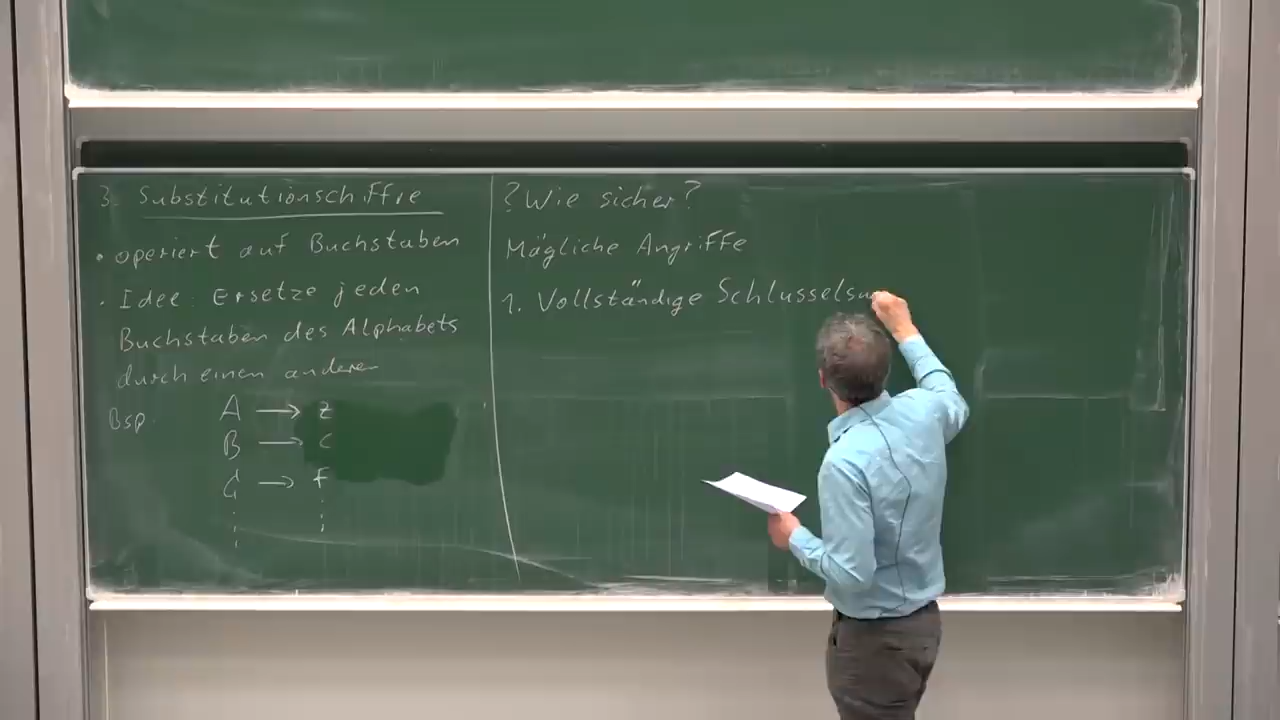 3. Substitutionschiffre
• operiert auf Buchstaben
• Idee: Ersetze jeden
Buchstaben des Alphabets
durch einen anderen
Bsp.
A → z
B → c
C → f
? Wie sicher?
Mögliche Angriffe
1. Vollständige Schlusselsu